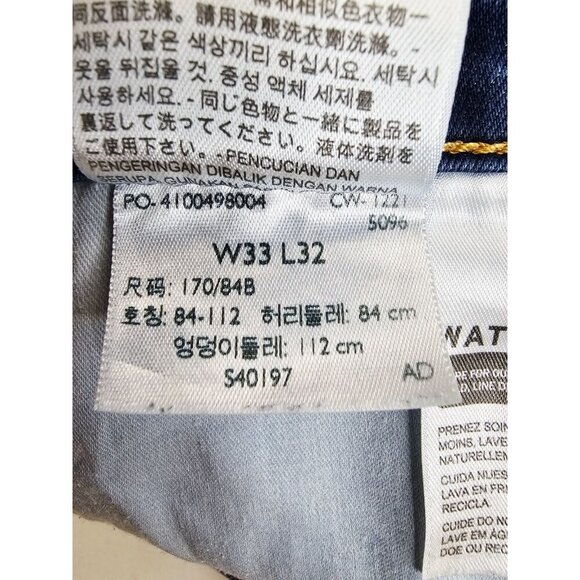 同反面洗滌。請用液態洗衣劑洗滌。-
세탁시 같은 색상끼리 하십시요. 세탁시
옷을 뒤집을 것. 중성 액체 세제를
사용하세요. - 同じ色物と一緒に製品を
裏返して洗ってください。液体洗剤を
ご使用下さい。-PENCUCIAN DAN
PENGERINGAN DIBALIK DENGAN WARNA
PO- 4100498004 CW- 1221
5096
W33 L32
尺码: 170/84B
호칭: 84-112 허리둘레: 84 cm
엉덩이둘레: 112 cm
S40197 AD
PRENEZ SOIN
MOINS, LAVE
NATURELLEM
CUIDA NUES
LAVA EN FR
RECICLA
CUIDE DO N
LAVE EM ÁG
DOE OU REC